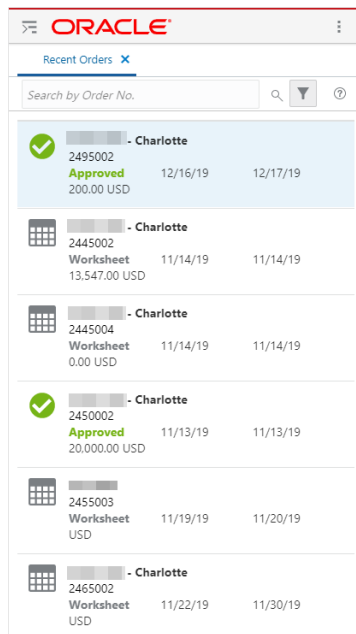 ORACLE
Recent Orders
Search by Order No.
- Charlotte
2495002
Approved 12/16/19 12/17/19
200.00 USD
- Charlotte
2445002
Worksheet 11/14/19 11/14/19
13,547.00 USD
- Charlotte
2445004
Worksheet 11/14/19 11/14/19
0.00 USD
- Charlotte
2450002
Approved 11/13/19 11/13/19
20,000.00 USD
2455003
Worksheet 11/19/19 11/20/19
USD
- Charlotte
2465002
Worksheet 11/22/19 11/30/19
USD